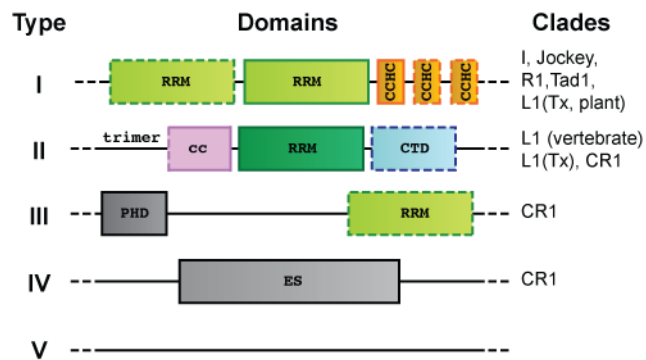 Type Domains Clades
I RRM RRM CCHC CCHC CCHC I, Jockey,
R1,Tad1,
L1(Tx, plant)
trimer
II cc RRM CTD L1 (vertebrate)
L1(Tx), CR1
III PHD RRM CR1
IV ES CR1
V